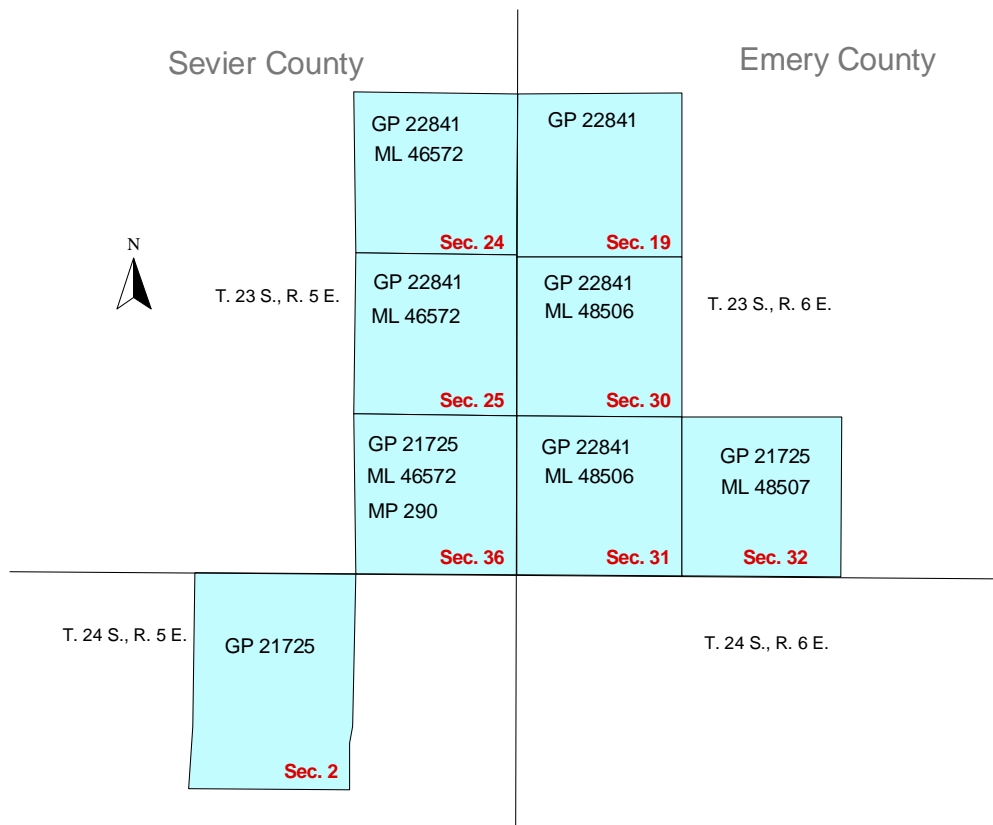 Sevier County
Emery County
GP 22841
ML 46572
Sec. 24
GP 22841
Sec. 19
N
T. 23 S., R. 5 E.
GP 22841
ML 46572
Sec. 25
GP 22841
ML 48506
Sec. 30
T. 23 S., R. 6 E.
GP 21725
ML 46572
MP 290
Sec. 36
GP 22841
ML 48506
Sec. 31
GP 21725
ML 48507
Sec. 32
T. 24 S., R. 5 E.
GP 21725
Sec. 2
T. 24 S., R. 6 E.